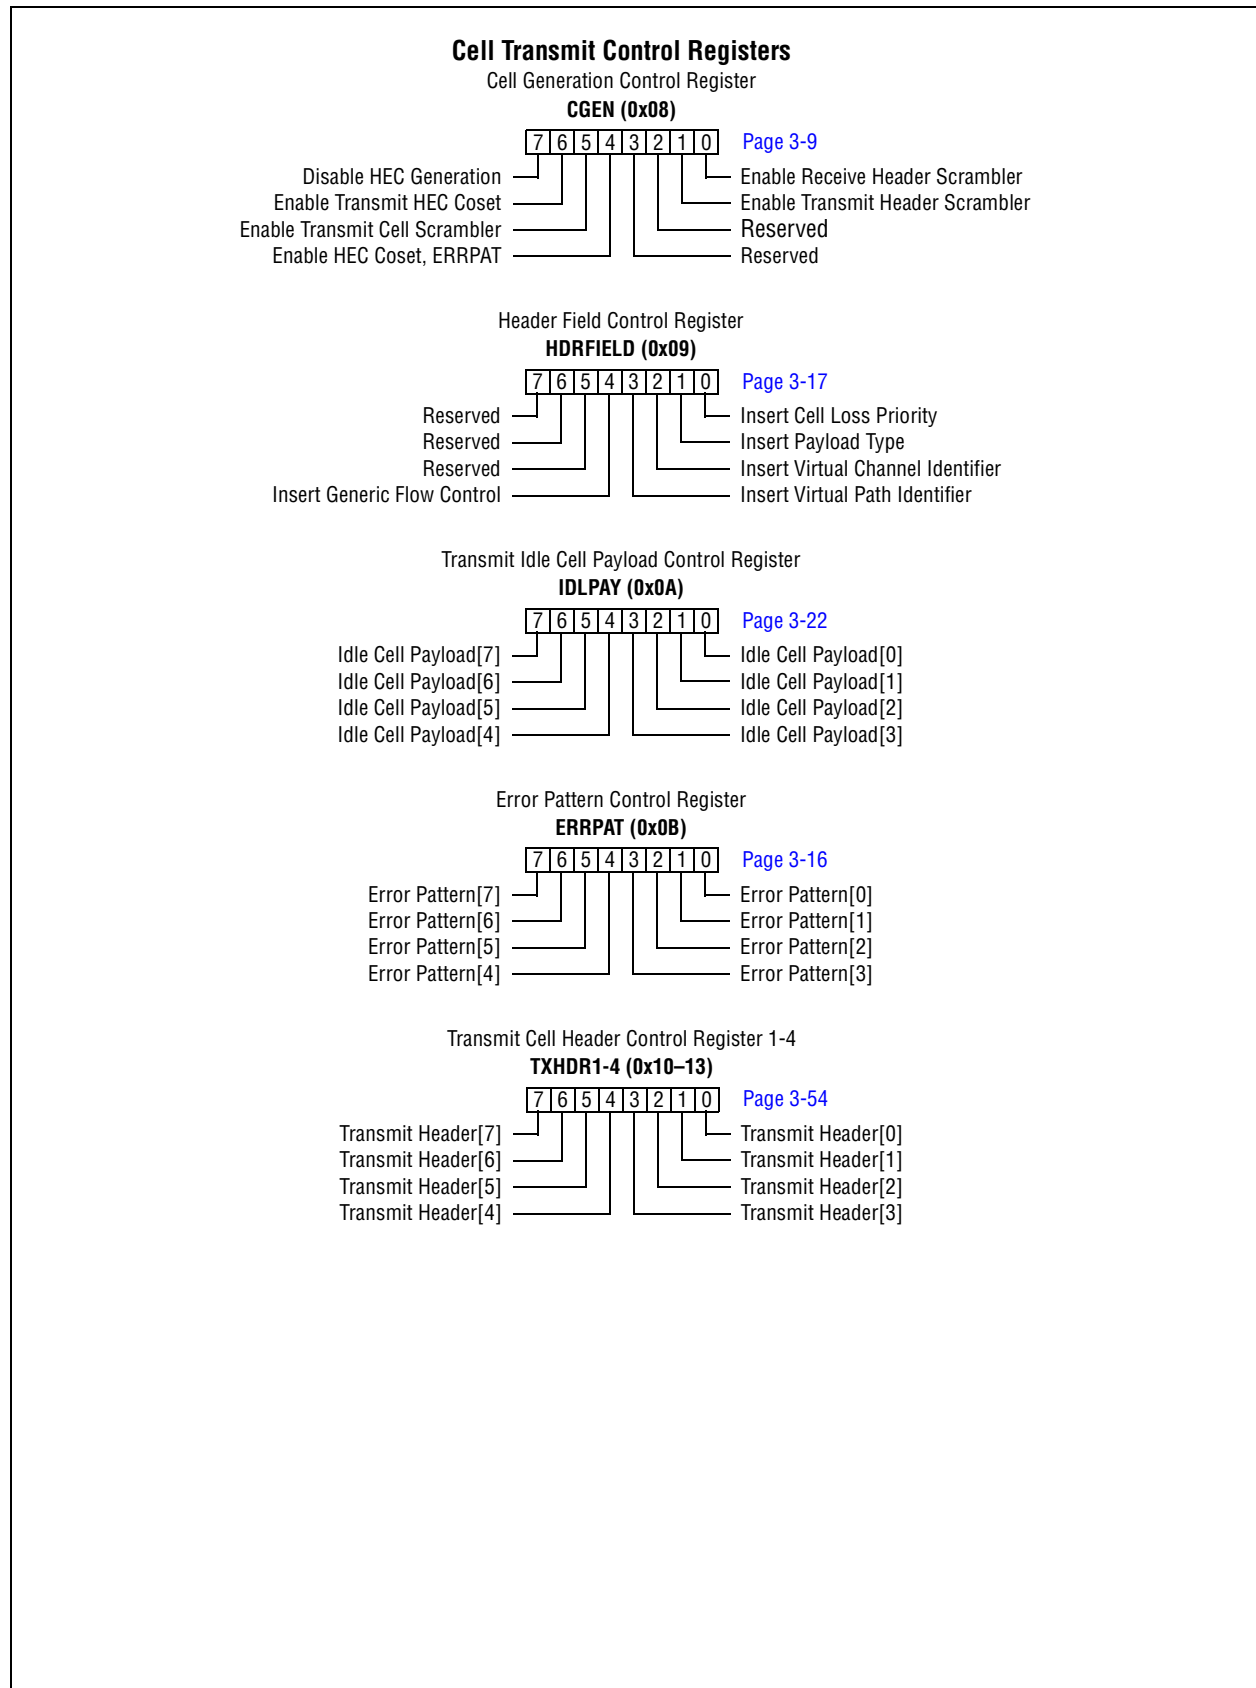 Cell Transmit Control Registers
Cell Generation Control Register
CGEN (0x08)
7 6 5 4 3 2 1 0 Page 3-9
Disable HEC Generation Enable Receive Header Scrambler
Enable Transmit HEC Coset Enable Transmit Header Scrambler
Enable Transmit Cell Scrambler Reserved
Enable HEC Coset, ERRPAT Reserved
Header Field Control Register
HDRFIELD (0x09)
7 6 5 4 3 2 1 0 Page 3-17
Reserved Insert Cell Loss Priority
Reserved Insert Payload Type
Reserved Insert Virtual Channel Identifier
Insert Generic Flow Control Insert Virtual Path Identifier
Transmit Idle Cell Payload Control Register
IDLPAY (0x0A)
7 6 5 4 3 2 1 0 Page 3-22
Idle Cell Payload[7] Idle Cell Payload[0]
Idle Cell Payload[6] Idle Cell Payload[1]
Idle Cell Payload[5] Idle Cell Payload[2]
Idle Cell Payload[4] Idle Cell Payload[3]
Error Pattern Control Register
ERRPAT (0x0B)
7 6 5 4 3 2 1 0 Page 3-16
Error Pattern[7] Error Pattern[0]
Error Pattern[6] Error Pattern[1]
Error Pattern[5] Error Pattern[2]
Error Pattern[4] Error Pattern[3]
Transmit Cell Header Control Register 1-4
TXHDR1-4 (0x10–13)
7 6 5 4 3 2 1 0 Page 3-54
Transmit Header[7] Transmit Header[0]
Transmit Header[6] Transmit Header[1]
Transmit Header[5] Transmit Header[2]
Transmit Header[4] Transmit Header[3]